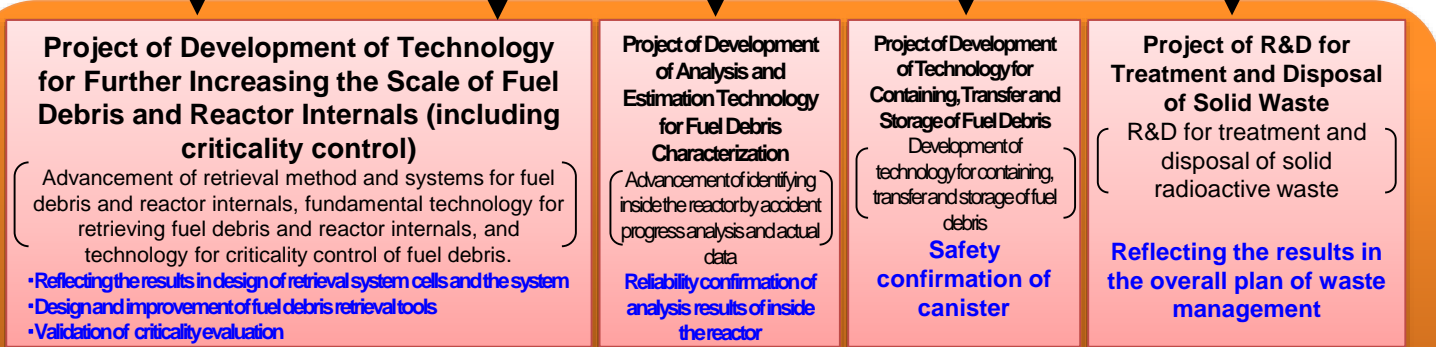 Project of Development of Technology
for Further Increasing the Scale of Fuel
Debris and Reactor Internals (including
criticality control)
Advancement of retrieval method and systems for fuel
debris and reactor internals, fundamental technology for
retrieving fuel debris and reactor internals, and
technology for criticality control of fuel debris.
・Reflecting the results in design of retrieval system cells and the system
・Design and improvement of fuel debris retrieval tools
・Validation of criticality evaluation
Project of Development
of Analysis and
Estimation Technology
for Fuel Debris
Characterization
Advancement of identifying
inside the reactor by accident
progress analysis and actual
data
Reliability confirmation of
analysis results of inside
the reactor
Project of Development
of Technology for
Containing, Transfer and
Storage of Fuel Debris
Development of
technology for containing,
transfer and storage of fuel
debris
Safety
confirmation of
canister
Project of R&D for
Treatment and Disposal
of Solid Waste
R&D for treatment and
disposal of solid
radioactive waste
Reflecting the results in
the overall plan of waste
management